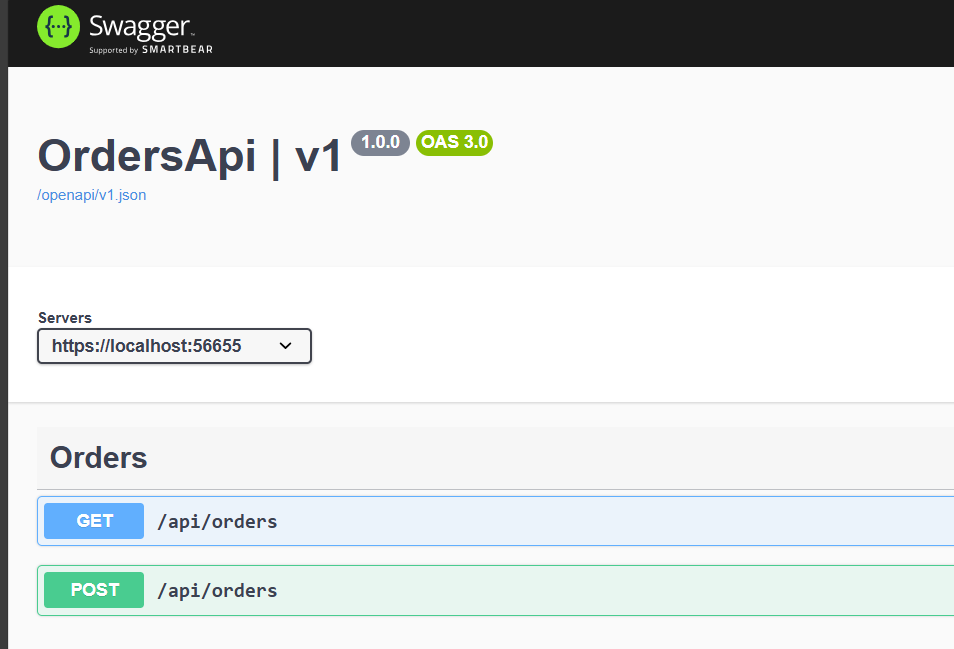 {···} Swagger™
Supported by SMARTBEAR
OrdersApi | v1 1.0.0 OAS 3.0
/openapi/v1.json
Servers
https://localhost:56655
Orders
GET /api/orders
POST /api/orders